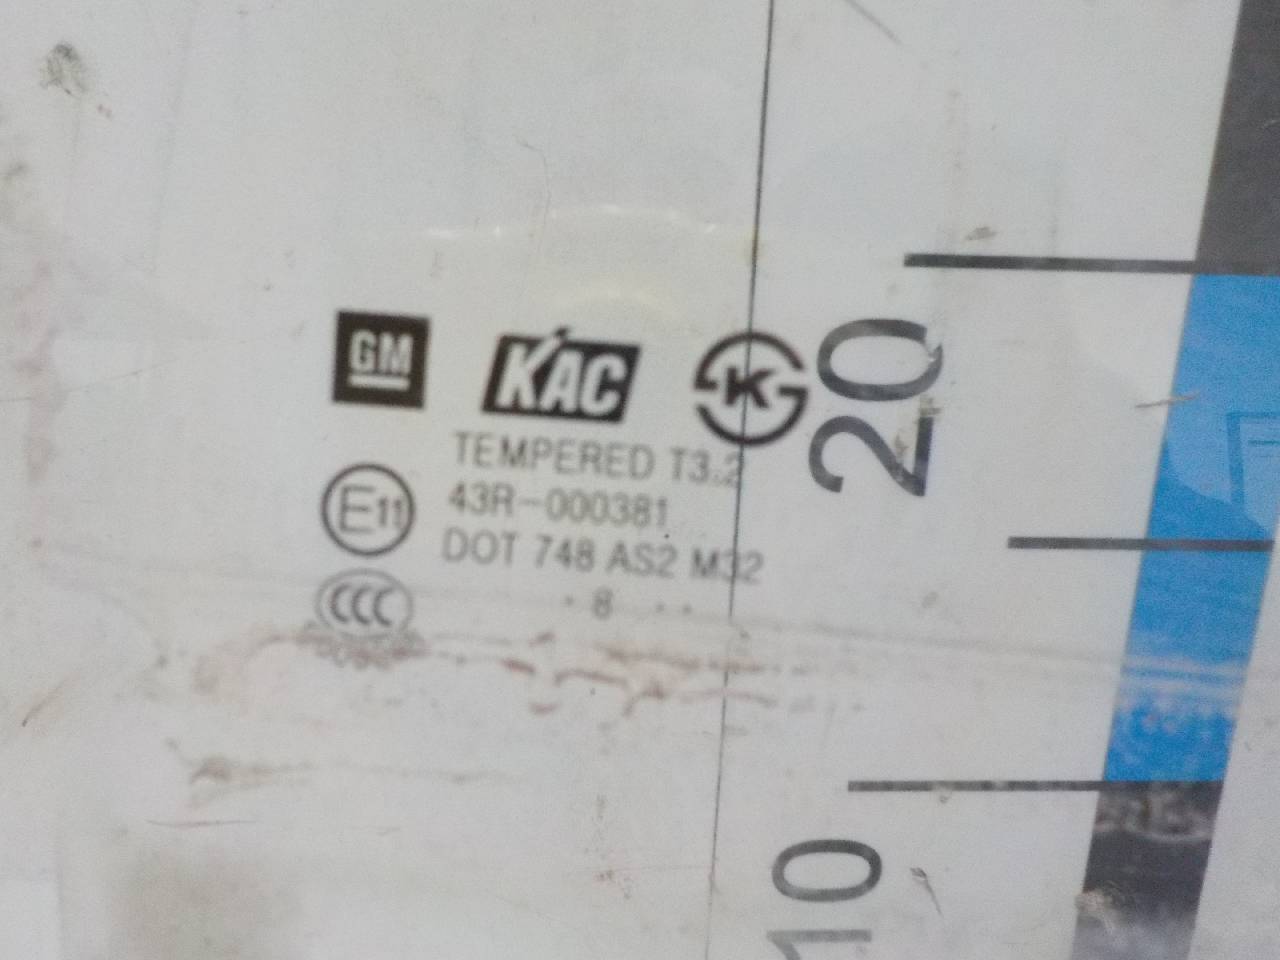 GM KAC K
TEMPERED T3.2
E11 43R-000381
DOT 748 AS2 M32
CCC
. 8 . .
20
10